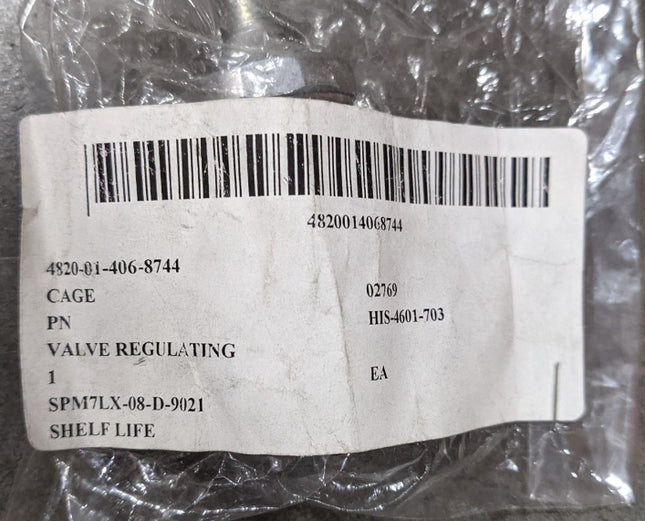 4820014068744
4820-01-406-8744
CAGE 02769
PN HIS-4601-703
VALVE REGULATING
1 EA
SPM7LX-08-D-9021
SHELF LIFE